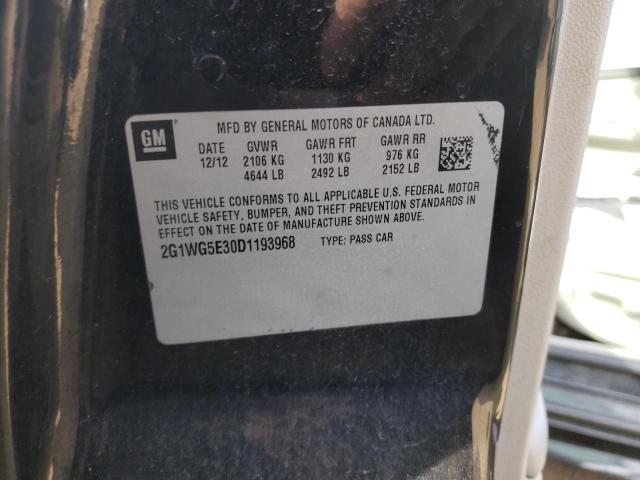 GM
MFD BY GENERAL MOTORS OF CANADA LTD.
DATE GVWR GAWR FRT GAWR RR
12/12 2106 KG 1130 KG 976 KG
4644 LB 2492 LB 2152 LB
THIS VEHICLE CONFORMS TO ALL APPLICABLE U.S. FEDERAL MOTOR
VEHICLE SAFETY, BUMPER, AND THEFT PREVENTION STANDARDS IN
EFFECT ON THE DATE OF MANUFACTURE SHOWN ABOVE.
2G1WG5E30D1193968 TYPE: PASS CAR